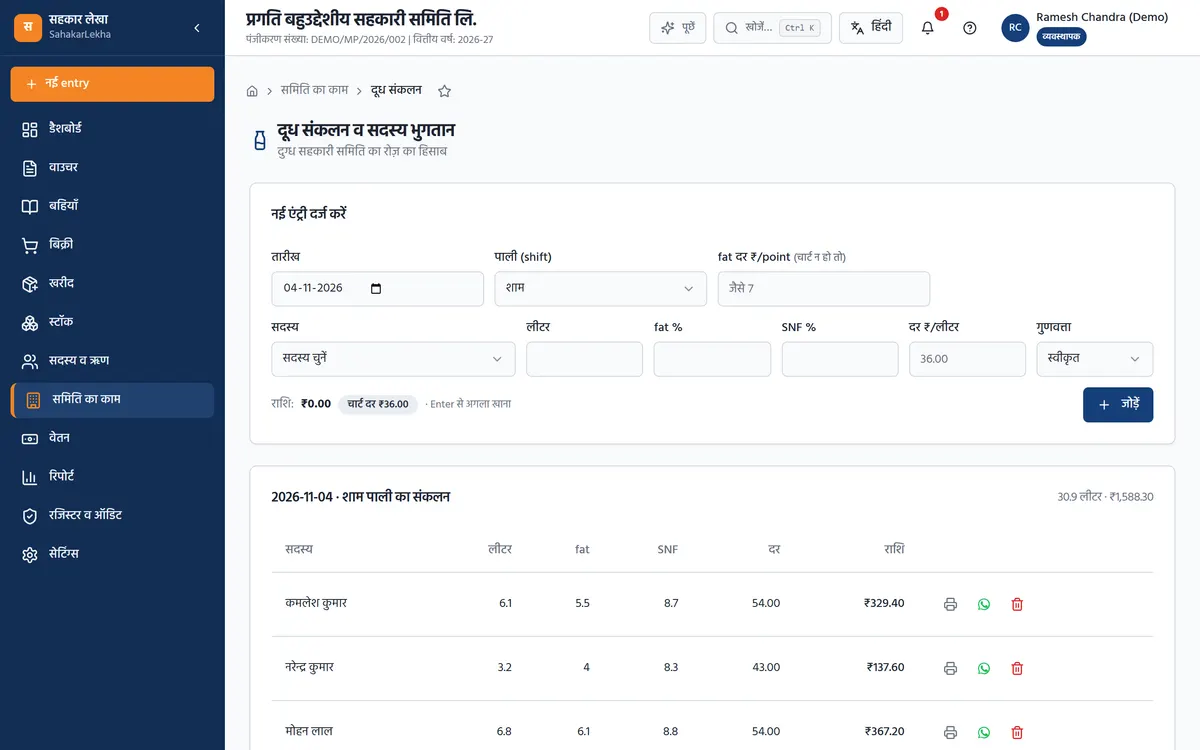 स
सहकार लेखा
SahakarLekha
+ नई entry
डैशबोर्ड
वाउचर
बहियाँ
बिक्री
खरीद
स्टॉक
सदस्य व ऋण
समिति का काम
वेतन
रिपोर्ट
रजिस्टर व ऑडिट
सेटिंग्स
प्रगति बहुउद्देशीय सहकारी समिति लि.
पंजीकरण संख्या: DEMO/MP/2026/002 | वित्तीय वर्ष: 2026-27
पूछें
खोजें... Ctrl K
हिंदी
1
RC
Ramesh Chandra (Demo)
व्यवस्थापक
समिति का काम > दूध संकलन
दूध संकलन व सदस्य भुगतान
दुग्ध सहकारी समिति का रोज़ का हिसाब
नई एंट्री दर्ज करें
तारीख पाली (shift) fat दर ₹/point (चार्ट न हो तो)
04-11-2026 शाम जैसे 7
सदस्य लीटर fat % SNF % दर ₹/लीटर गुणवत्ता
सदस्य चुनें 36.00 स्वीकृत
राशि: ₹0.00 चार्ट दर ₹36.00 · Enter से अगला खाना
+ जोड़ें
2026-11-04 · शाम पाली का संकलन 30.9 लीटर · ₹1,588.30
सदस्य लीटर fat SNF दर राशि
कमलेश कुमार 6.1 5.5 8.7 54.00 ₹329.40
नरेन्द्र कुमार 3.2 4 8.3 43.00 ₹137.60
मोहन लाल 6.8 6.1 8.8 54.00 ₹367.20